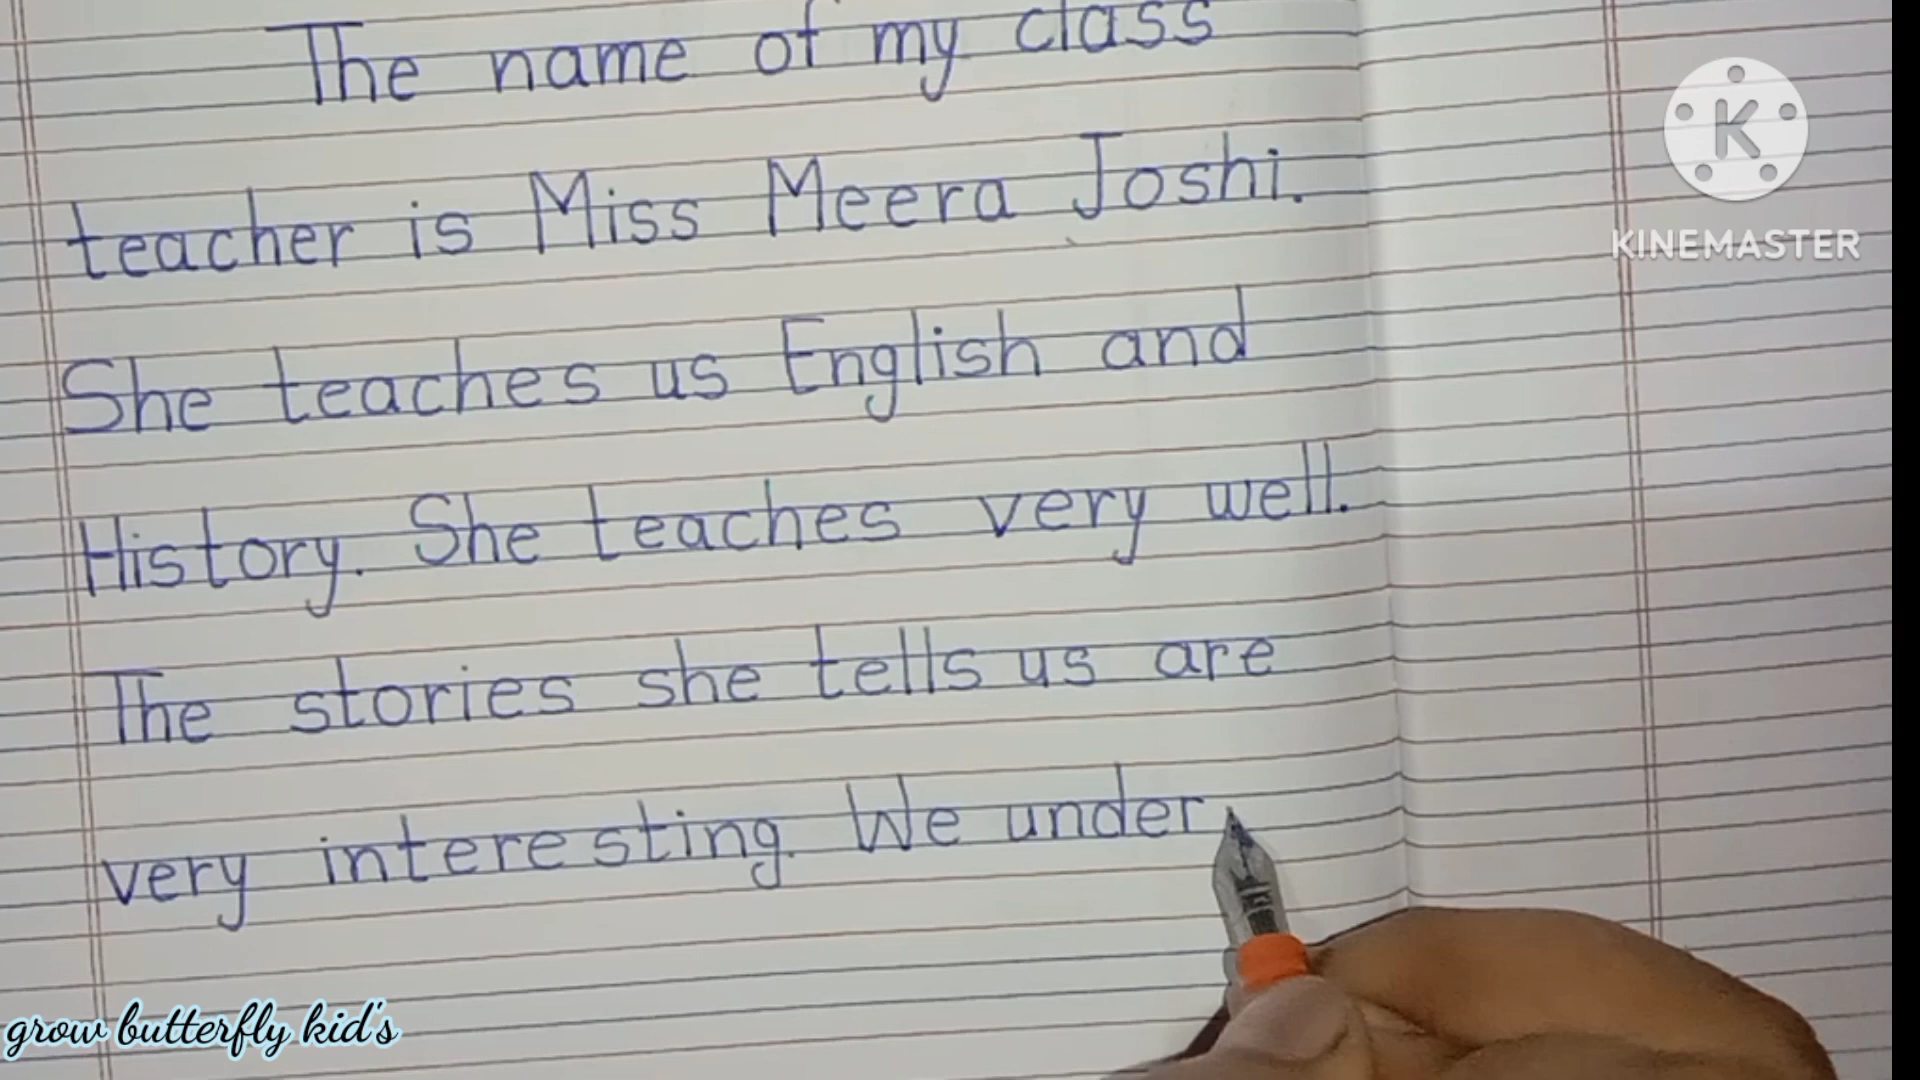 The name of my class
teacher is Miss Meera Joshi.
She teaches us English and
History. She teaches very well.
The stories she tells us are
very interesting. We under
K
KINEMASTER
grow butterfly kid's